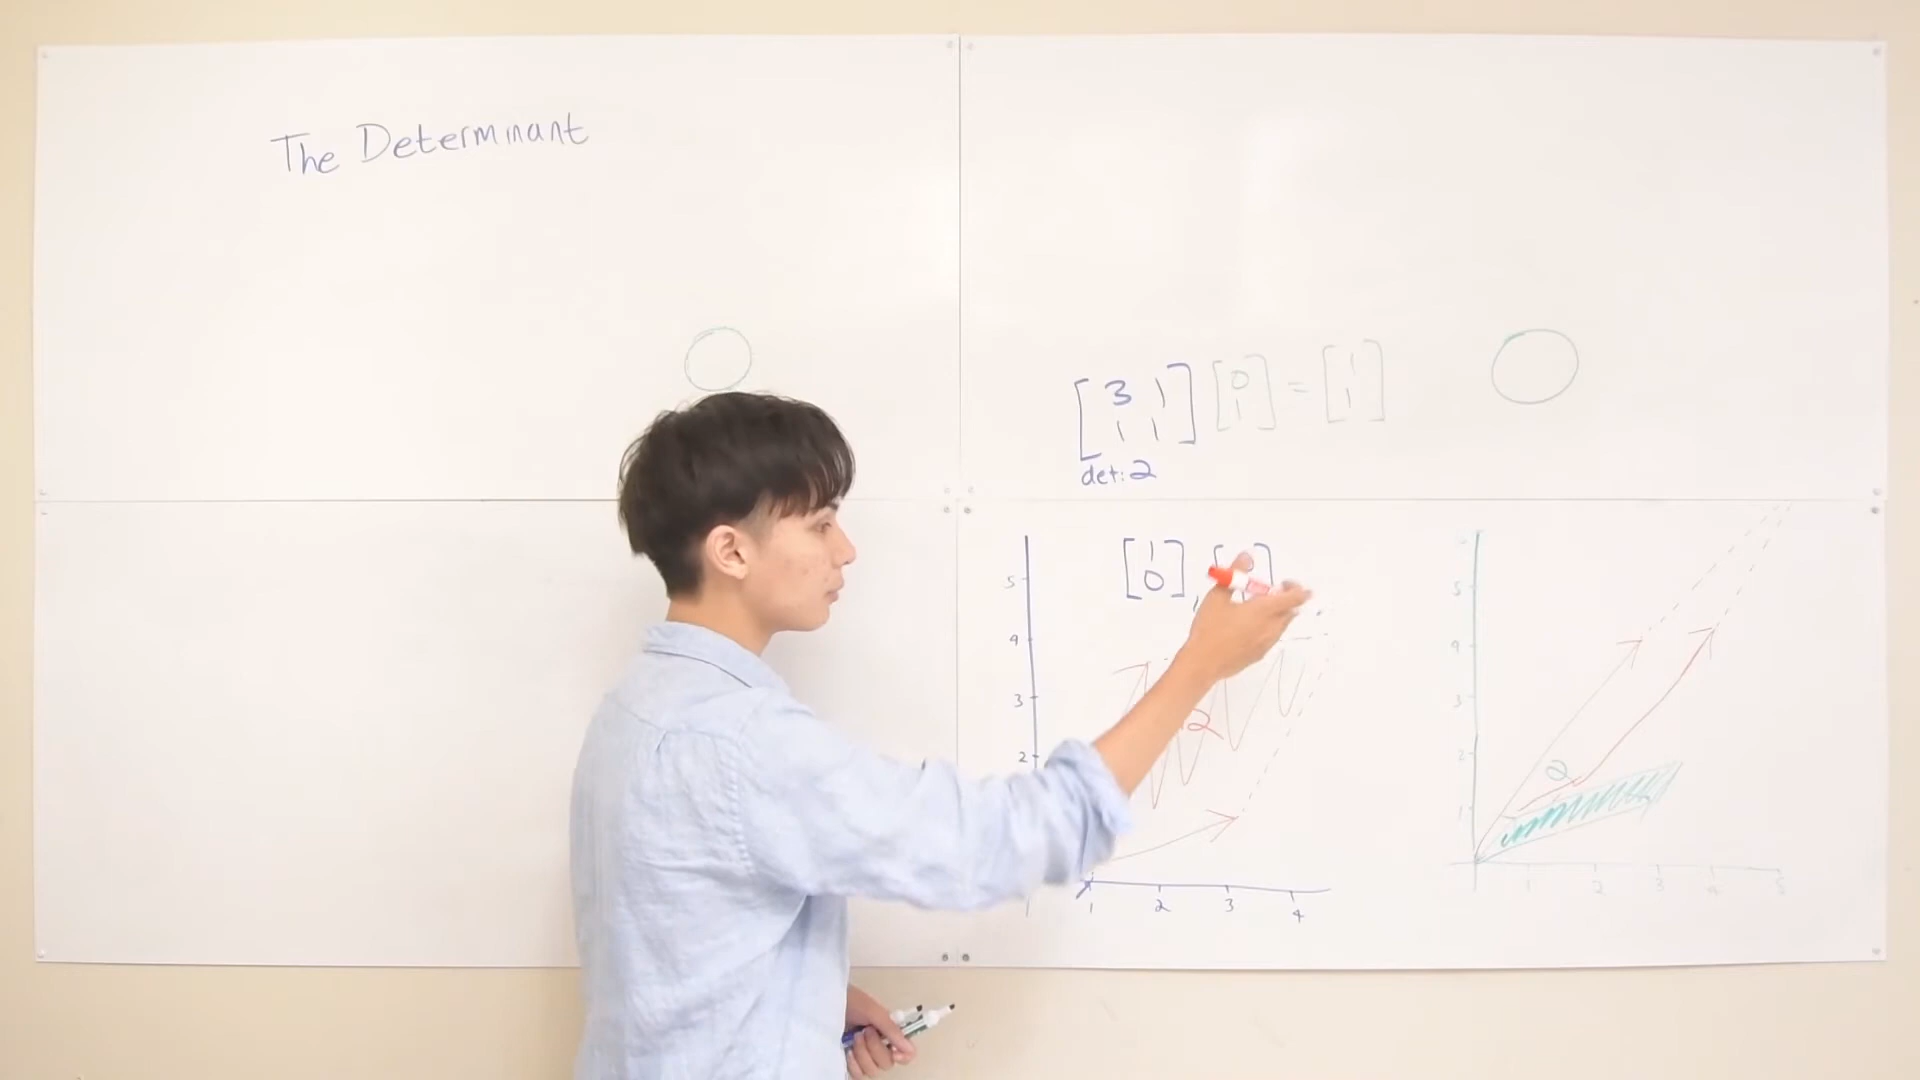 The Determinant
[3 1
1 1] [0
1] = [1
1]
det: 2
[1
0],
5
4
3
2
2
1 2 3 4
5
4
3
2
1
2
1 2 3 4 5